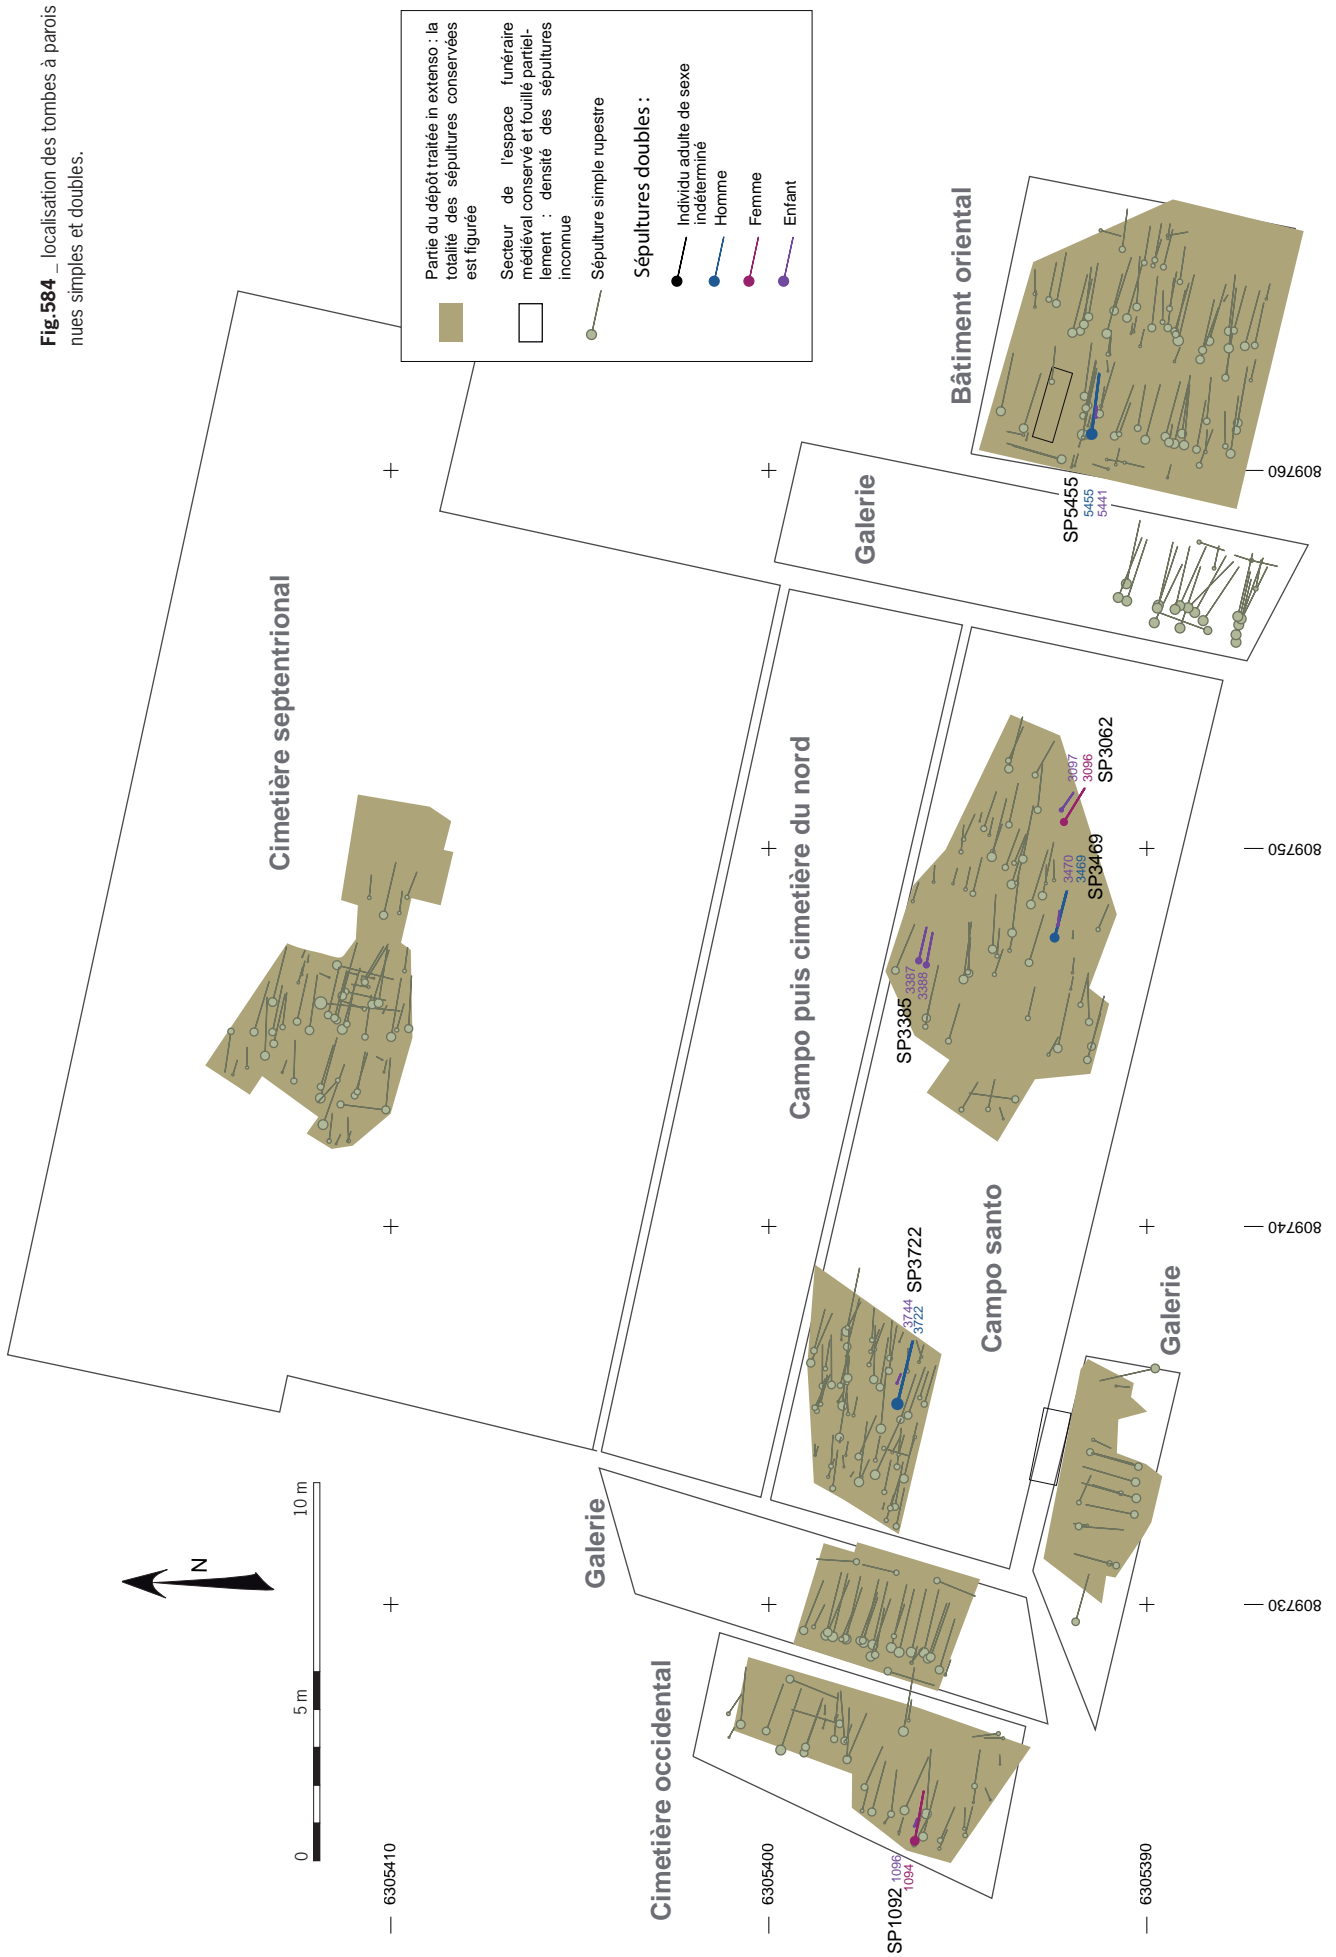 Fig.584 _ localisation des tombes à parois
nues simples et doubles.
Partie du dépôt traitée in extenso : la
totalité des sépultures conservées
est figurée
Secteur de l'espace funéraire
médiéval conservé et fouillé partiel-
lement : densité des sépultures
inconnue
Sépulture simple rupestre
Sépultures doubles :
Individu adulte de sexe
indéterminé
Homme
Femme
Enfant
N
0
5 m
10 m
Cimetière septentrional
Campo puis cimetière du nord
Campo santo
Galerie
Galerie
Galerie
Cimetière occidental
Bâtiment oriental
SP1092
1096
1094
SP3722
3744
3722
SP3385
3387
3388
SP3469
3470
3469
SP3062
3097
3096
SP5455
5455
5441
6305410
6305400
6305390
809730
809740
809750
809760